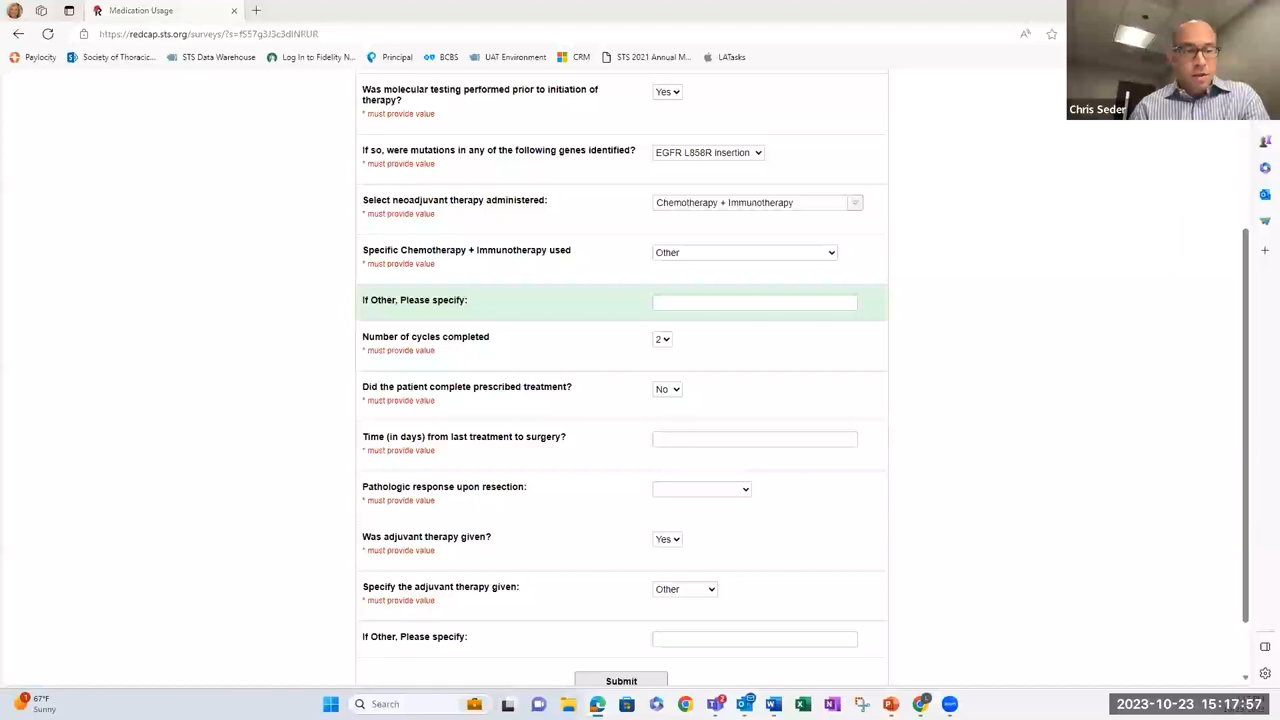 Medication Usage
https://redcap.sts.org/surveys/?s=
Paylocity
Society of Thoracic...
STS Data Warehouse
Log In to Fidelity N...
Principal
BCBS
UAT Environment
CRM
STS 2021 Annual M...
LATasks
Chris Seder
Was molecular testing performed prior to initiation of
therapy?
* must provide value
Yes
If so, were mutations in any of the following genes identified?
* must provide value
EGFR L858R insertion
Select neoadjuvant therapy administered:
* must provide value
Chemotherapy + Immunotherapy
Specific Chemotherapy + Immunotherapy used
* must provide value
Other
If Other, Please specify:
Number of cycles completed
* must provide value
2
Did the patient complete prescribed treatment?
* must provide value
No
Time (in days) from last treatment to surgery?
* must provide value
Pathologic response upon resection:
* must provide value
Was adjuvant therapy given?
* must provide value
Yes
Specify the adjuvant therapy given:
* must provide value
Other
If Other, Please specify:
Submit
67°F
Sunny
Search
2023-10-23 15:17:57